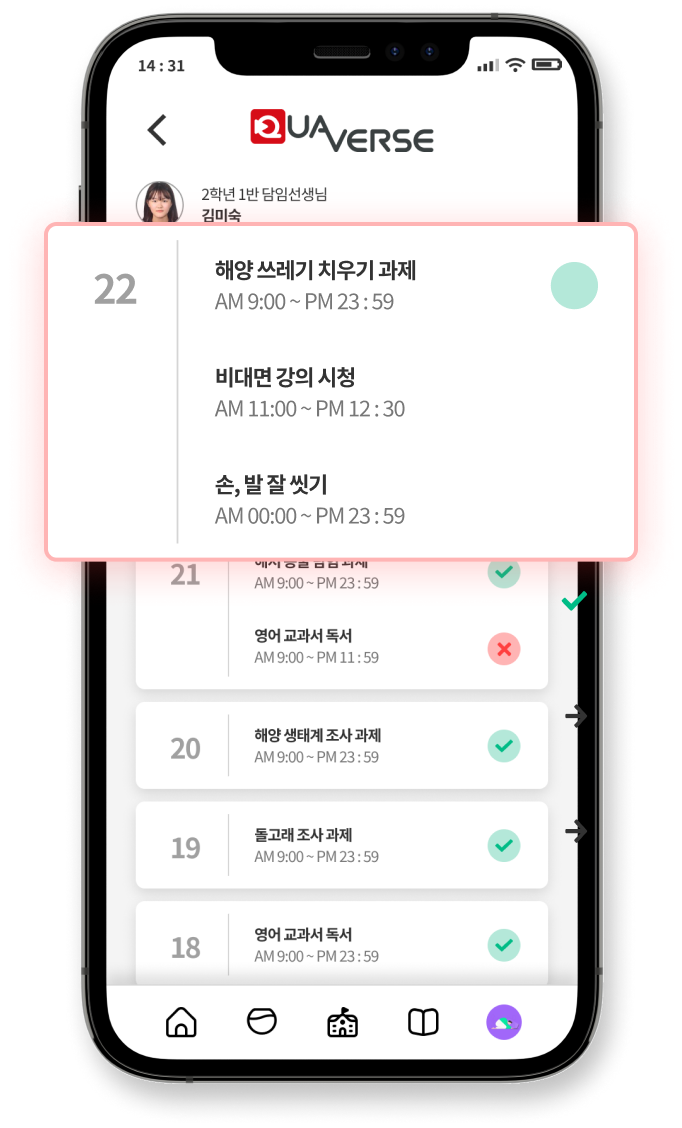 14 : 31
QUAVERSE
2학년 1반 담임선생님
김미숙
22
해양 쓰레기 치우기 과제
AM 9:00 ~ PM 23 : 59
비대면 강의 시청
AM 11:00 ~ PM 12 : 30
손, 발 잘 씻기
AM 00:00 ~ PM 23 : 59
21
AM 9:00 ~ PM 23 : 59
영어 교과서 독서
AM 9:00 ~ PM 11 : 59
20
해양 생태계 조사 과제
AM 9:00 ~ PM 23 : 59
19
돌고래 조사 과제
AM 9:00 ~ PM 23 : 59
18
영어 교과서 독서
AM 9:00 ~ PM 23 : 59